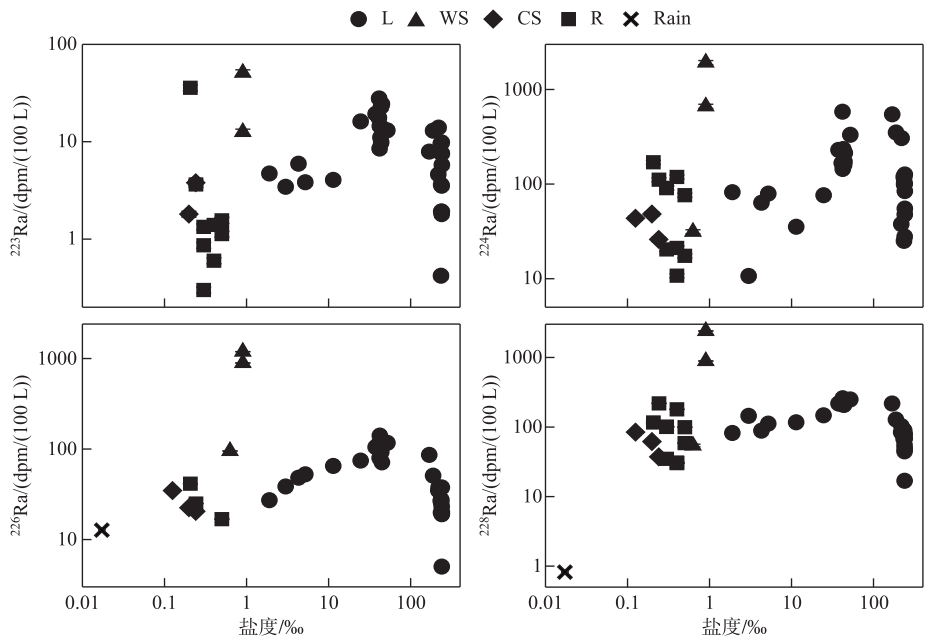 L WS CS R Rain
100
10
1
²²³Ra/(dpm/(100 L))
1000
100
10
²²⁴Ra/(dpm/(100 L))
1000
100
10
²²⁶Ra/(dpm/(100 L))
0.01 0.1 1 10 100
盐度/‰
1000
100
10
1
²²⁸Ra/(dpm/(100 L))
0.01 0.1 1 10 100
盐度/‰